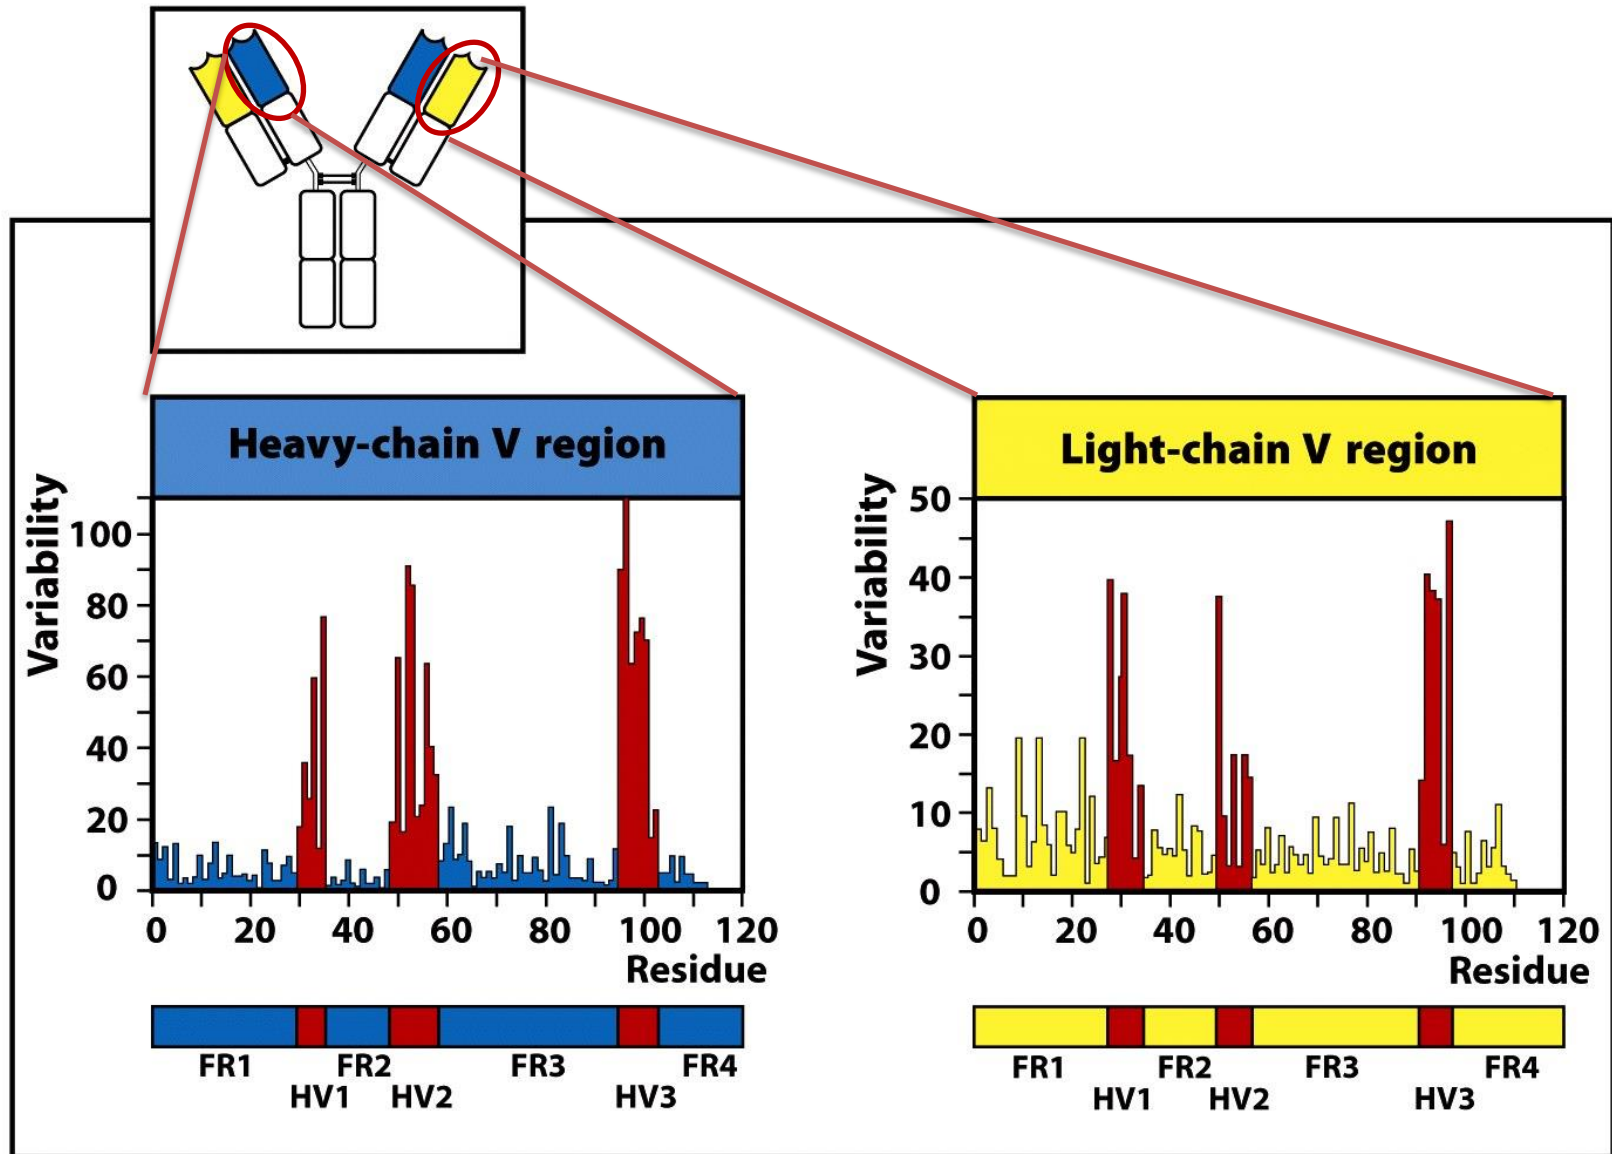 Heavy-chain V region
Variability
100
80
60
40
20
0
0 20 40 60 80 100 120
Residue
FR1 FR2 FR3 FR4
HV1 HV2 HV3
Light-chain V region
Variability
50
40
30
20
10
0
0 20 40 60 80 100 120
Residue
FR1 FR2 FR3 FR4
HV1 HV2 HV3